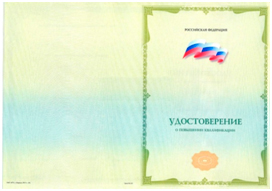 РОССИЙСКАЯ ФЕДЕРАЦИЯ
УДОСТОВЕРЕНИЕ
О ПОВЫШЕНИИ КВАЛИФИКАЦИИ